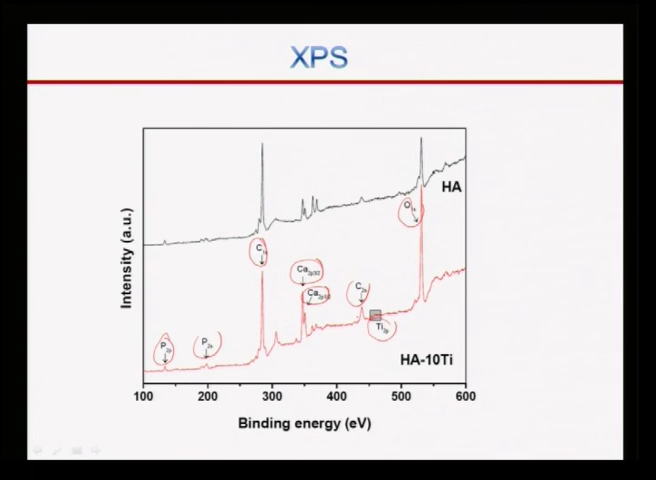 XPS
Intensity (a.u.)
HA
O1s
C1s
Ca2p3/2
Ca2p1/2
C2s
Ti2p
P2p
P2s
HA-10Ti
100 200 300 400 500 600
Binding energy (eV)